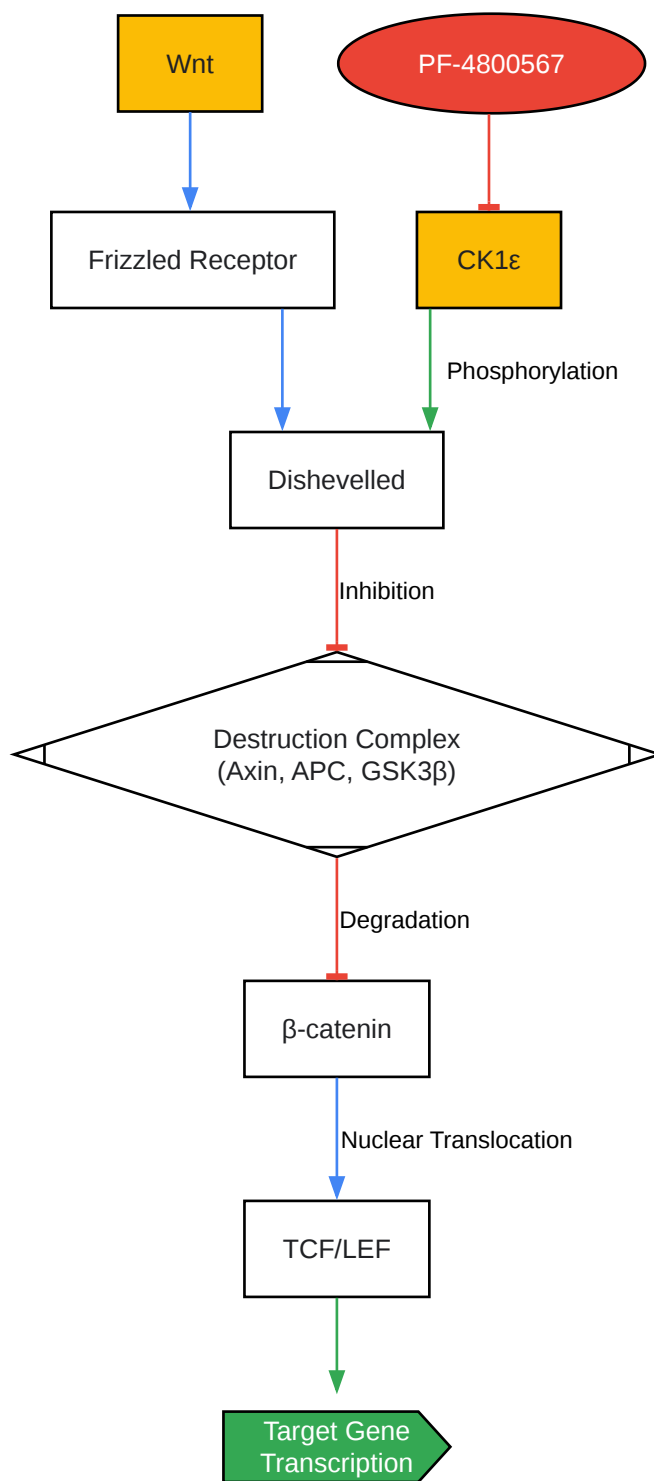 Wnt
PF-4800567
Frizzled Receptor
CK1ε
Phosphorylation
Dishevelled
Inhibition
Destruction Complex
(Axin, APC, GSK3β)
Degradation
β-catenin
Nuclear Translocation
TCF/LEF
Target Gene
Transcription